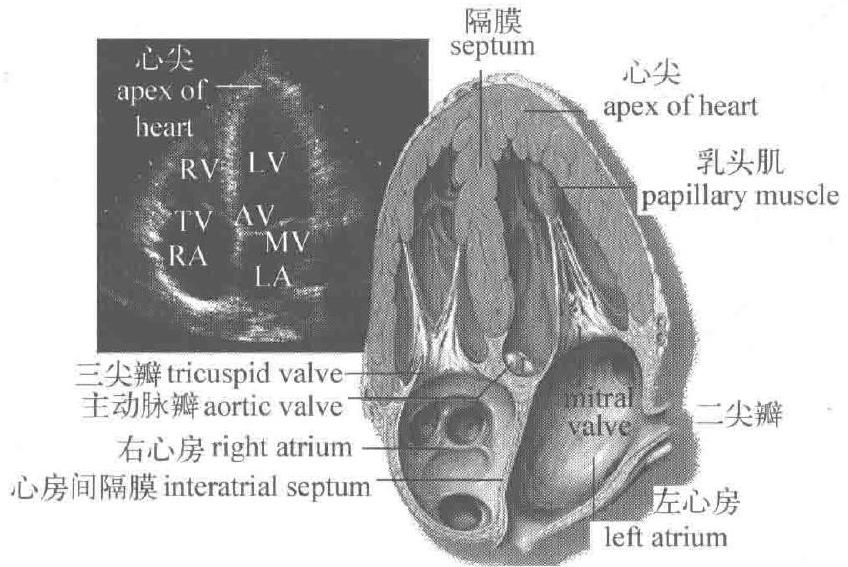 隔膜
septum
心尖
apex of
heart
心尖
apex of heart
RV LV
乳头肌
papillary muscle
TV AV
MV
RA
LA
三尖瓣 tricuspid valve
主动脉瓣 aortic valve
mitral
valve
二尖瓣
右心房 right atrium
心房间隔膜 interatrial septum
左心房
left atrium